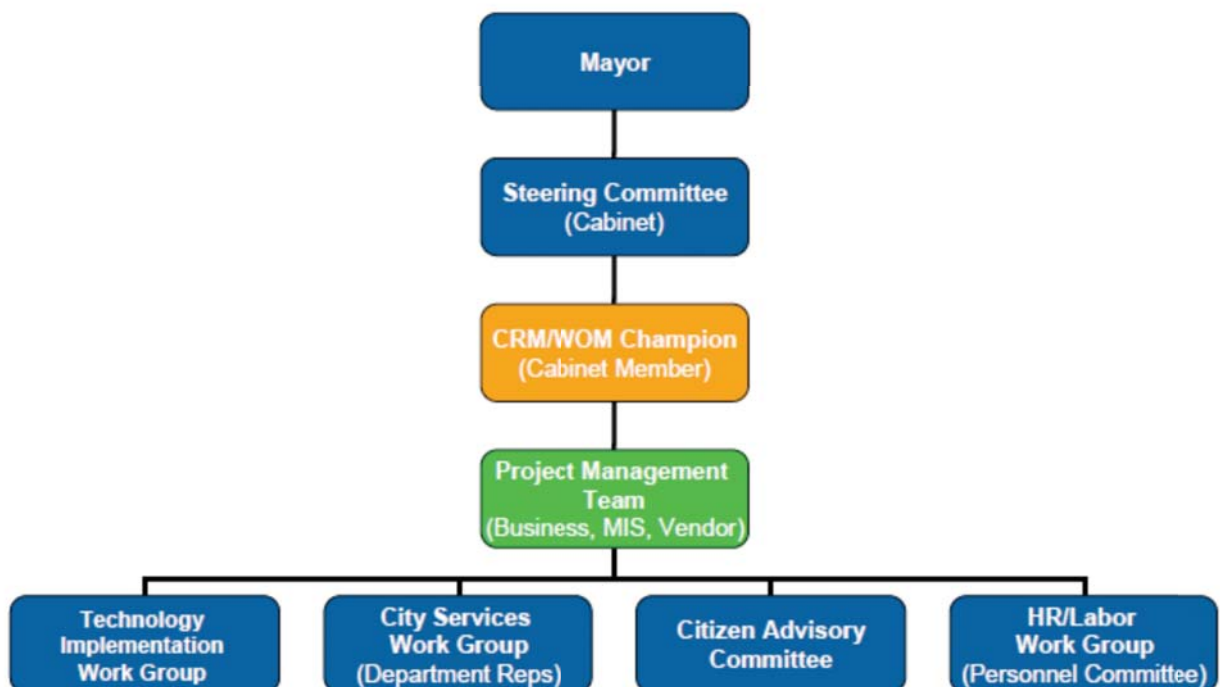 Mayor
Steering Committee
(Cabinet)
CRM/WOM Champion
(Cabinet Member)
Project Management
Team
(Business, MIS, Vendor)
Technology
Implementation
Work Group
City Services
Work Group
(Department Reps)
Citizen Advisory
Committee
HR/Labor
Work Group
(Personnel Committee)